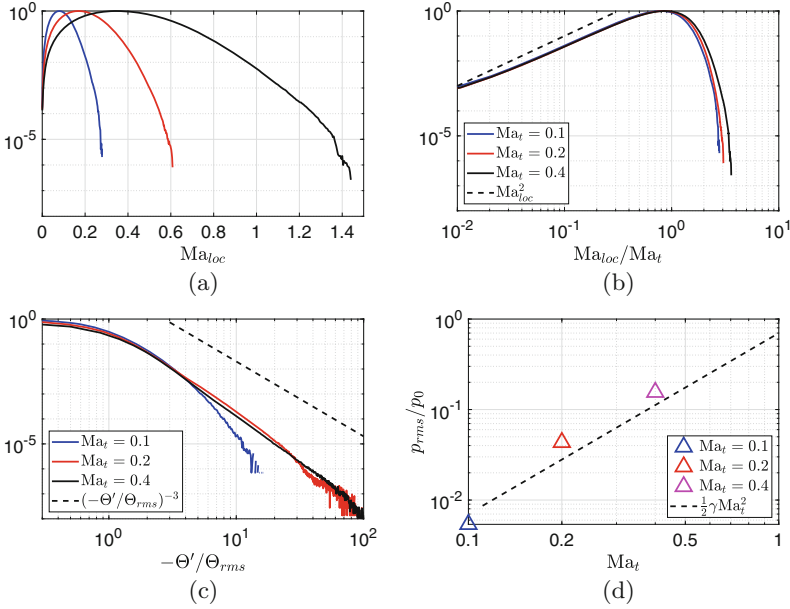 10^0
10^-5
0 0.2 0.4 0.6 0.8 1 1.2 1.4
Ma_loc
(a)
10^0
10^-5
Ma_t = 0.1
Ma_t = 0.2
Ma_t = 0.4
Ma^2_loc
10^-2 10^-1 10^0 10^1
Ma_loc/Ma_t
(b)
10^0
10^-5
Ma_t = 0.1
Ma_t = 0.2
Ma_t = 0.4
(−Θ′/Θ_rms)^−3
10^0 10^1 10^2
−Θ′/Θ_rms
(c)
p_rms/p_0
10^0
10^-1
10^-2
Ma_t = 0.1
Ma_t = 0.2
Ma_t = 0.4
½γMa^2_t
0.1 0.2 0.5 1
Ma_t
(d)